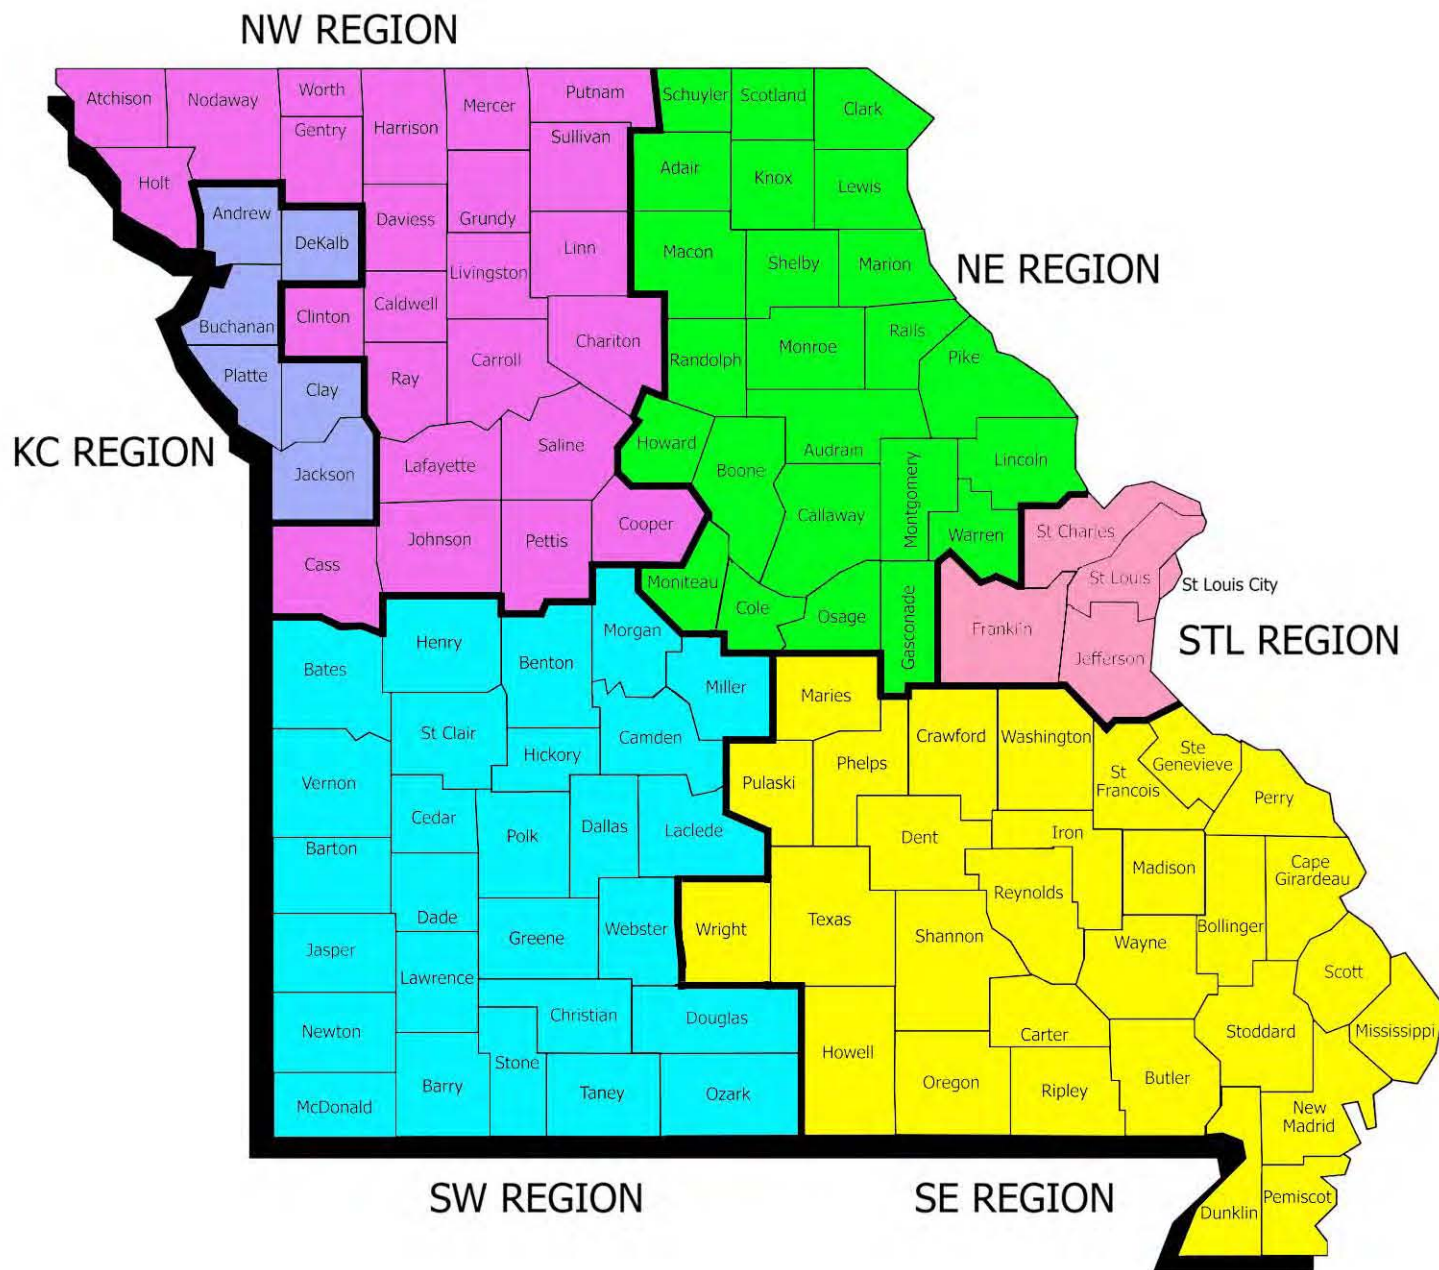 NW REGION
Atchison
Nodaway
Worth
Gentry
Harrison
Mercer
Putnam
Sullivan
Holt
Andrew
DeKalb
Daviess
Grundy
Linn
Livingston
Buchanan
Clinton
Caldwell
Chariton
Platte
Clay
Ray
Carroll
KC REGION
Jackson
Lafayette
Saline
Cass
Johnson
Pettis
Cooper
Schuyler
Scotland
Clark
Adair
Knox
Lewis
Macon
Shelby
Marion
NE REGION
Randolph
Monroe
Ralls
Pike
Howard
Boone
Audrain
Montgomery
Lincoln
Callaway
Warren
Moniteau
Cole
Osage
Gasconade
St Charles
St Louis
St Louis City
Franklin
Jefferson
STL REGION
Bates
Henry
Benton
Morgan
Miller
St Clair
Hickory
Camden
Vernon
Cedar
Polk
Dallas
Laclede
Barton
Dade
Greene
Webster
Jasper
Lawrence
Newton
Christian
Douglas
Stone
McDonald
Barry
Taney
Ozark
SW REGION
Maries
Pulaski
Phelps
Crawford
Washington
St
Francois
Ste
Genevieve
Perry
Dent
Iron
Madison
Cape
Girardeau
Wright
Texas
Reynolds
Shannon
Wayne
Bollinger
Scott
Howell
Carter
Stoddard
Mississippi
Oregon
Ripley
Butler
New
Madrid
Dunklin
Pemiscot
SE REGION